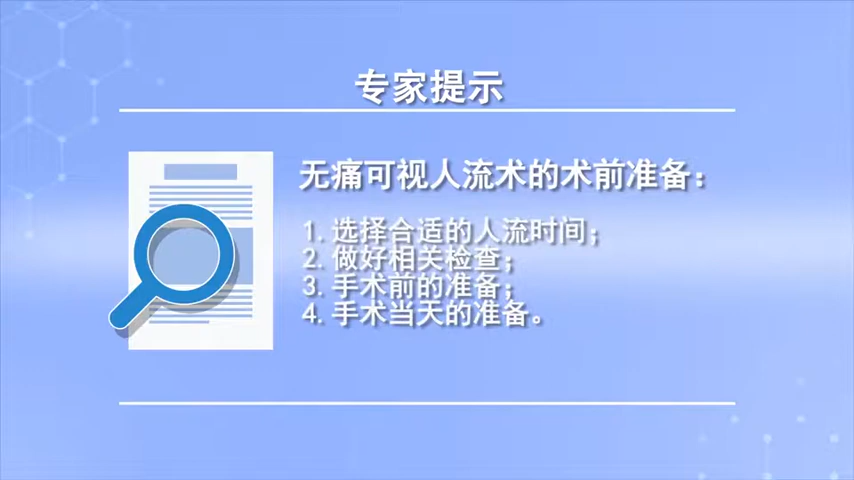 专家提示
无痛可视人流术的术前准备：
1.选择合适的人流时间；
2.做好相关检查；
3.手术前的准备；
4.手术当天的准备。